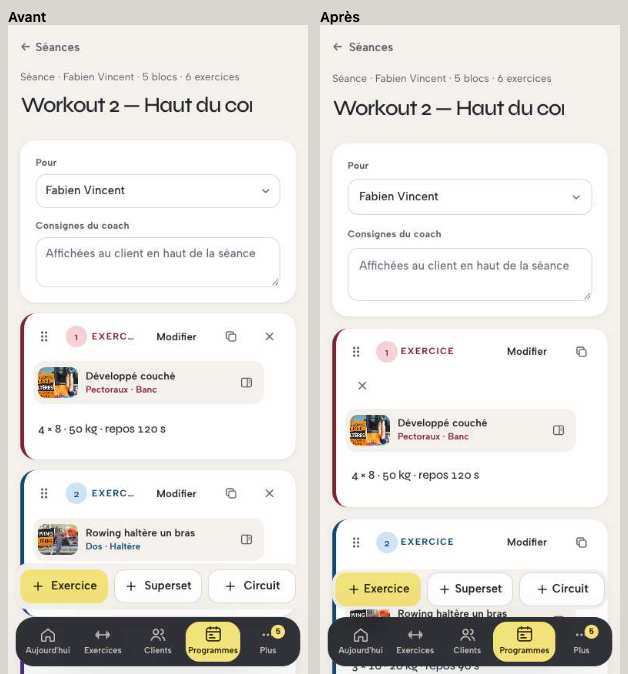 Avant
← Séances
Séance · Fabien Vincent · 5 blocs · 6 exercices
Workout 2 — Haut du cor
Pour
Fabien Vincent
Consignes du coach
Affichées au client en haut de la séance
1 EXERC... Modifier
Développé couché
Pectoraux · Banc
4 × 8 · 50 kg · repos 120 s
2 EXERC... Modifier
Rowing haltère un bras
Dos · Haltère
+ Exercice + Superset + Circuit
Aujourd'hui Exercices Clients Programmes Plus 5
Après
← Séances
Séance · Fabien Vincent · 5 blocs · 6 exercices
Workout 2 — Haut du cor
Pour
Fabien Vincent
Consignes du coach
Affichées au client en haut de la séance
1 EXERCICE Modifier
Développé couché
Pectoraux · Banc
4 × 8 · 50 kg · repos 120 s
2 EXERCICE Modifier
+ Exercice + Superset + Circuit
Rowing haltère un bras
Aujourd'hui Exercices Clients Programmes Plus 5